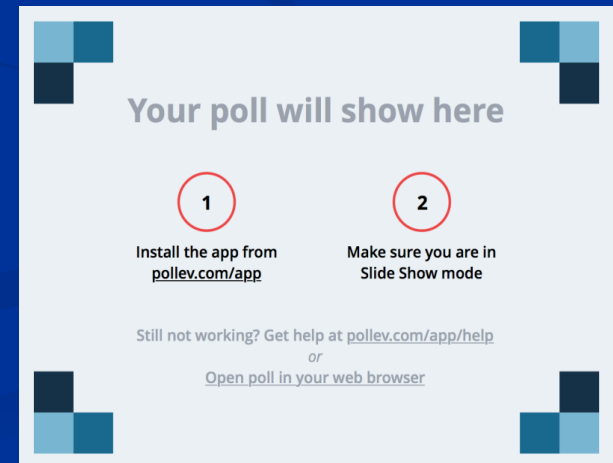 Your poll will show here
1
2
Install the app from
pollev.com/app
Make sure you are in
Slide Show mode
Still not working? Get help at pollev.com/app/help
or
Open poll in your web browser